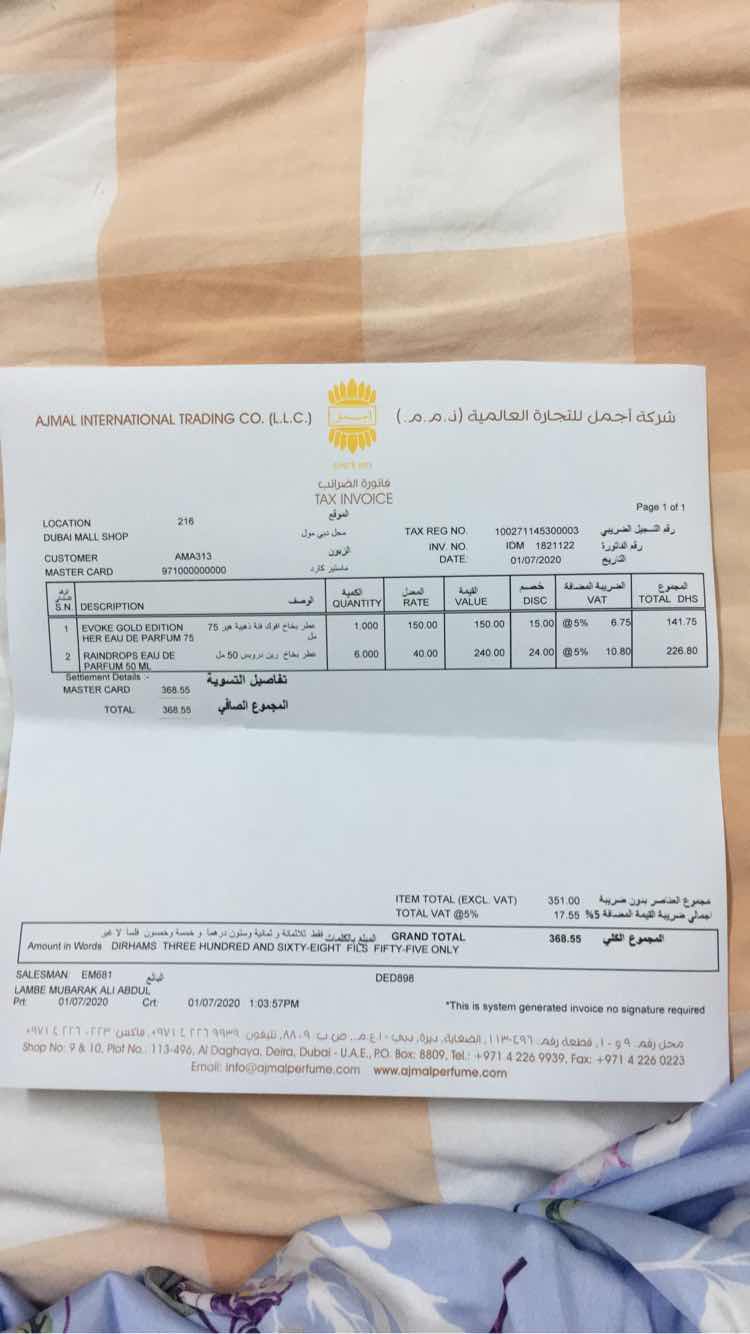 AJMAL INTERNATIONAL TRADING CO. (L.L.C.) شركة أجمل للتجارة العالمية (ذ.م.م.)
أجمل
فاتورة الضرائب
TAX INVOICE
Page 1 of 1
LOCATION 216 الموقع
DUBAI MALL SHOP محل دبي مول
CUSTOMER AMA313 الزبون
MASTER CARD 971000000000 ماستير كارد
TAX REG NO. 100271145300003 رقم التسجيل الضريبي
INV. NO. IDM 1821122 رقم الفاتورة
DATE: 01/07/2020 التاريخ
الوصف الكمية المعدل القيمة خصم الضريبة المضافة المجموع
S.N. DESCRIPTION QUANTITY RATE VALUE DISC VAT TOTAL DHS
1 EVOKE GOLD EDITION عطر بخاخ افوك فئة ذهبية هير 75 1.000 150.00 150.00 15.00 @5% 6.75 141.75
HER EAU DE PARFUM 75 مل
2 RAINDROPS EAU DE عطر بخاخ رين دروبس 50 مل 6.000 40.00 240.00 24.00 @5% 10.80 226.80
PARFUM 50 ML
Settlement Details :- تفاصيل التسوية
MASTER CARD 368.55
TOTAL: 368.55 المجموع الصافي
ITEM TOTAL (EXCL. VAT) 351.00 مجموع العناصر بدون ضريبة
TOTAL VAT @5% 17.55 اجمالي ضريبة القيمة المضافة 5%
المبلغ بالكلمات فقط ثلاثمائة و ثمانية وستون درهما و خمسة وخمسون فلسا لا غير GRAND TOTAL 368.55 المجموع الكلي
Amount in Words DIRHAMS THREE HUNDRED AND SIXTY-EIGHT FILS FIFTY-FIVE ONLY
SALESMAN EM681 البائع DED898
LAMBE MUBARAK ALI ABDUL
Prt: 01/07/2020 Crt: 01/07/2020 1:03:57PM *This is system generated invoice no signature required
محل رقم. ٩ و ١٠, قطعة رقم. ٤٩٦-١١٣, الضغاية, ديرة, دبي - إ.ع.م., ص.ب. ٨٨٠٩, تليفون. ٩٩٣٩ ٢٢٦ ٤ ٩٧١+, فاكس. ٠٢٢٣ ٢٢٦ ٤ ٩٧١+
Shop No: 9 & 10, Plot No.: 113-496, Al Daghaya, Deira, Dubai - U.A.E., P.O. Box: 8809, Tel.: +971 4 226 9939, Fax: +971 4 226 0223
Email: info@ajmalperfume.com www.ajmalperfume.com